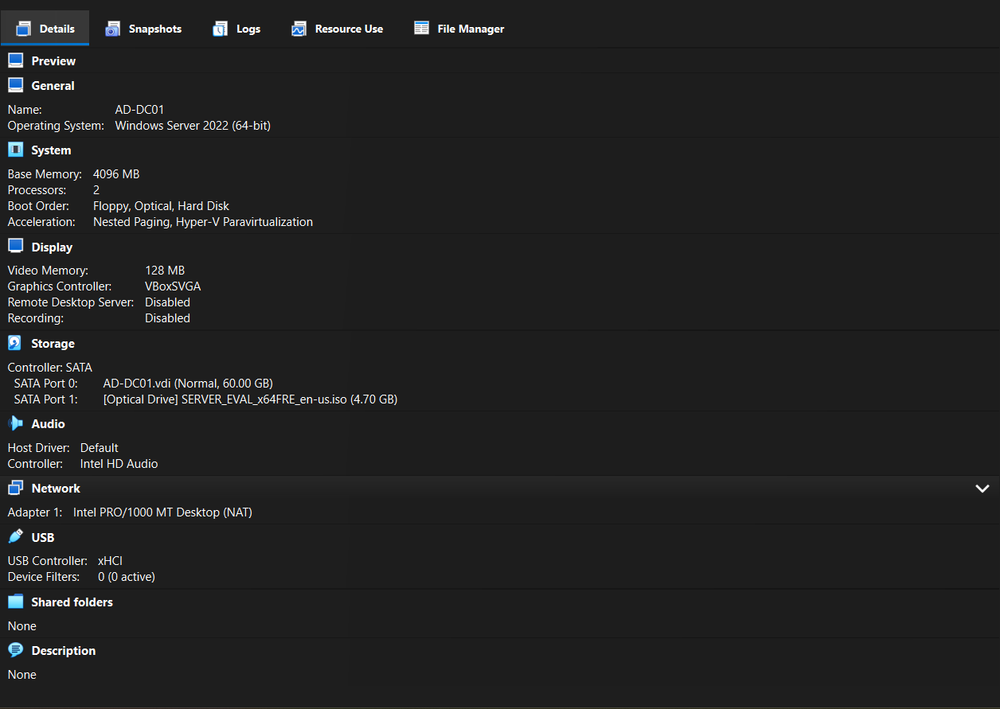 Details Snapshots Logs Resource Use File Manager
Preview
General
Name: AD-DC01
Operating System: Windows Server 2022 (64-bit)
System
Base Memory: 4096 MB
Processors: 2
Boot Order: Floppy, Optical, Hard Disk
Acceleration: Nested Paging, Hyper-V Paravirtualization
Display
Video Memory: 128 MB
Graphics Controller: VBoxSVGA
Remote Desktop Server: Disabled
Recording: Disabled
Storage
Controller: SATA
SATA Port 0: AD-DC01.vdi (Normal, 60.00 GB)
SATA Port 1: [Optical Drive] SERVER_EVAL_x64FRE_en-us.iso (4.70 GB)
Audio
Host Driver: Default
Controller: Intel HD Audio
Network
Adapter 1: Intel PRO/1000 MT Desktop (NAT)
USB
USB Controller: xHCI
Device Filters: 0 (0 active)
Shared folders
None
Description
None